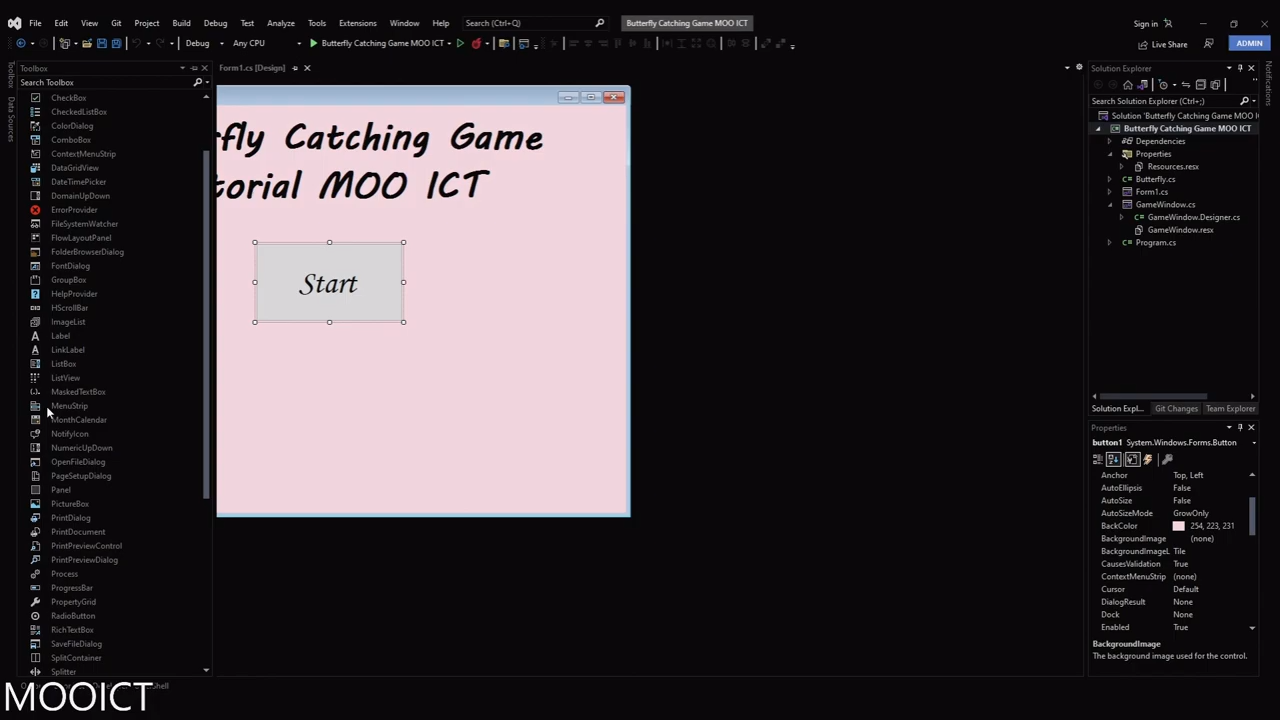 File Edit View Git Project Build Debug Test Analyze Tools Extensions Window Help Search (Ctrl+Q) Butterfly Catching Game MOO ICT Sign in
Debug Any CPU Butterfly Catching Game MOO ICT Live Share ADMIN
Toolbox
Data Sources
Toolbox
Search Toolbox
CheckBox
CheckedListBox
ColorDialog
ComboBox
ContextMenuStrip
DataGridView
DateTimePicker
DomainUpDown
ErrorProvider
FileSystemWatcher
FlowLayoutPanel
FolderBrowserDialog
FontDialog
GroupBox
HelpProvider
HScrollBar
ImageList
Label
LinkLabel
ListBox
ListView
MaskedTextBox
MenuStrip
MonthCalendar
NotifyIcon
NumericUpDown
OpenFileDialog
PageSetupDialog
Panel
PictureBox
PrintDialog
PrintDocument
PrintPreviewControl
PrintPreviewDialog
Process
ProgressBar
PropertyGrid
RadioButton
RichTextBox
SaveFileDialog
SplitContainer
Splitter
MOOICT
Form1.cs [Design]
rfly Catching Game
torial MOO ICT
Start
Solution Explorer
Search Solution Explorer (Ctrl+;)
Solution 'Butterfly Catching Game MOO ICT'
Butterfly Catching Game MOO ICT
Dependencies
Properties
Resources.resx
Butterfly.cs
Form1.cs
GameWindow.cs
GameWindow.Designer.cs
GameWindow.resx
Program.cs
Solution Expl... Git Changes Team Explorer
Properties
button1 System.Windows.Forms.Button
Anchor Top, Left
AutoEllipsis False
AutoSize False
AutoSizeMode GrowOnly
BackColor 254, 223, 231
BackgroundImage (none)
BackgroundImageL Tile
CausesValidation True
ContextMenuStrip (none)
Cursor Default
DialogResult None
Dock None
Enabled True
BackgroundImage
The background image used for the control.
Notifications